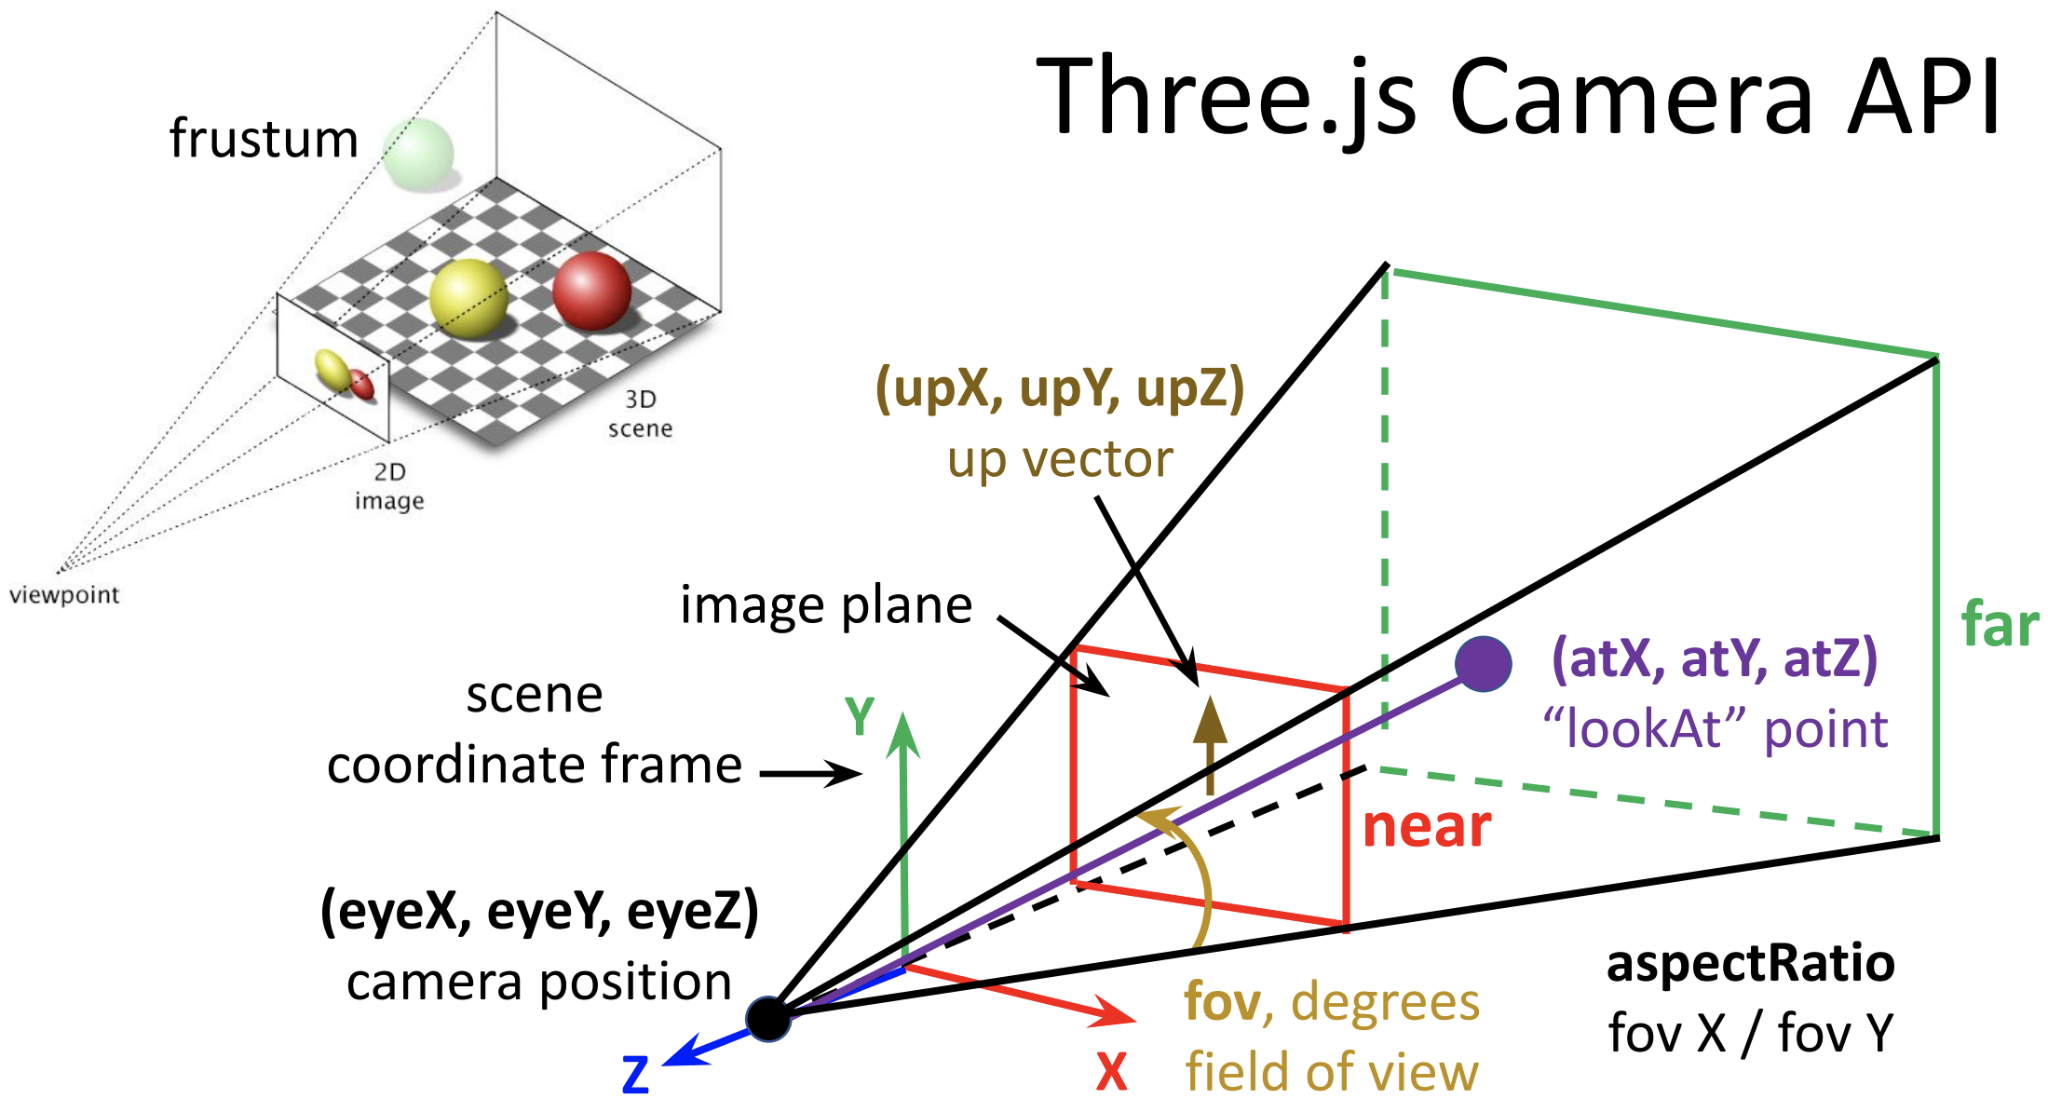 Three.js Camera API
frustum
3D
scene
2D
image
viewpoint
(upX, upY, upZ)
up vector
image plane
scene
coordinate frame
Y
(atX, atY, atZ)
“lookAt” point
far
near
(eyeX, eyeY, eyeZ)
camera position
Z
X
fov, degrees
field of view
aspectRatio
fov X / fov Y